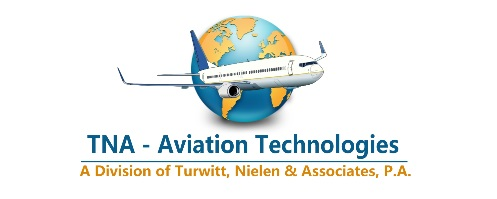 TNA - Aviation Technologies
A Division of Turwitt, Nielen & Associates, P.A.